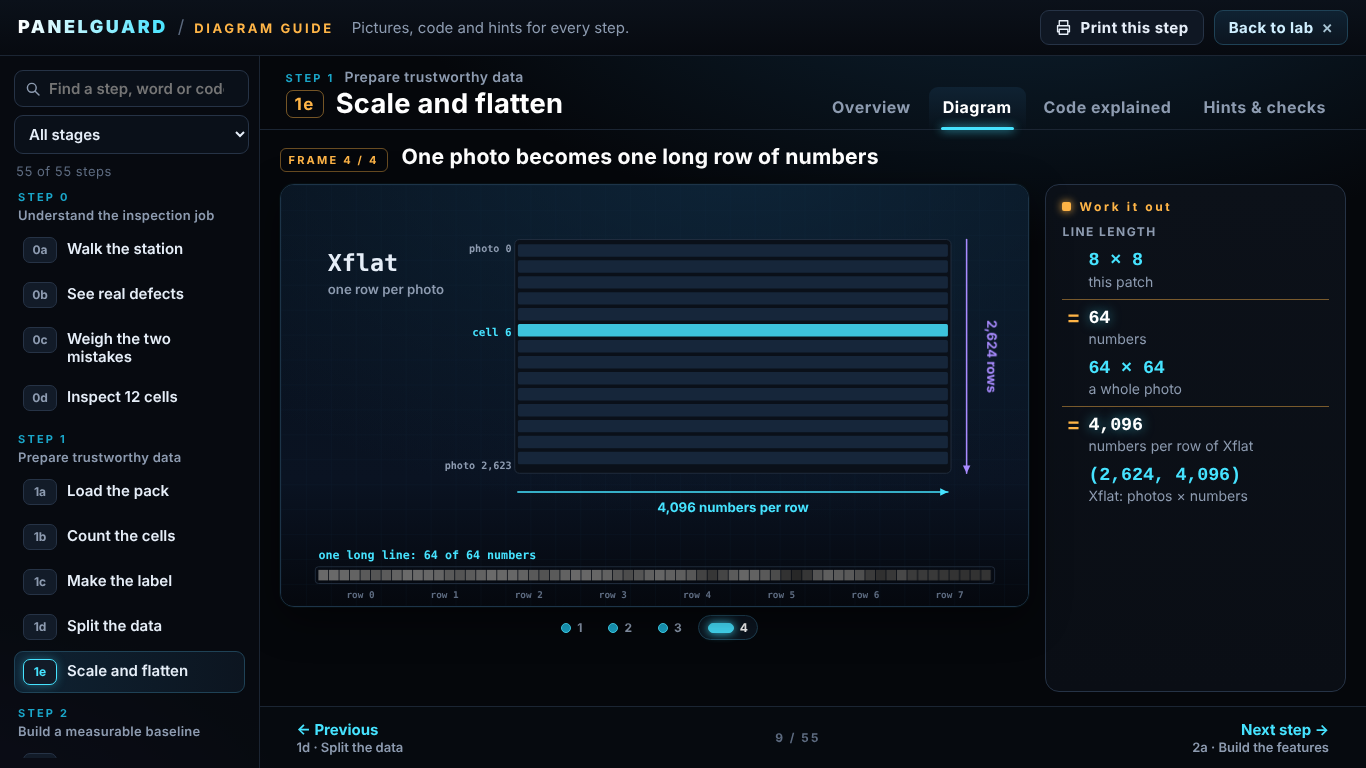 PANELGUARD / DIAGRAM GUIDE Pictures, code and hints for every step.
Print this step
Back to lab ×
Find a step, word or cod
All stages
55 of 55 steps
STEP 0
Understand the inspection job
0a Walk the station
0b See real defects
0c Weigh the two
mistakes
0d Inspect 12 cells
STEP 1
Prepare trustworthy data
1a Load the pack
1b Count the cells
1c Make the label
1d Split the data
1e Scale and flatten
STEP 2
Build a measurable baseline
STEP 1 Prepare trustworthy data
1e Scale and flatten
Overview
Diagram
Code explained
Hints & checks
FRAME 4 / 4 One photo becomes one long row of numbers
Xflat
one row per photo
photo 0
cell 6
photo 2,623
2,624 rows
4,096 numbers per row
one long line: 64 of 64 numbers
row 0 row 1 row 2 row 3 row 4 row 5 row 6 row 7
1 2 3 4
Work it out
LINE LENGTH
8 × 8
this patch
= 64
numbers
64 × 64
a whole photo
= 4,096
numbers per row of Xflat
(2,624, 4,096)
Xflat: photos × numbers
← Previous
1d · Split the data
9 / 55
Next step →
2a · Build the features